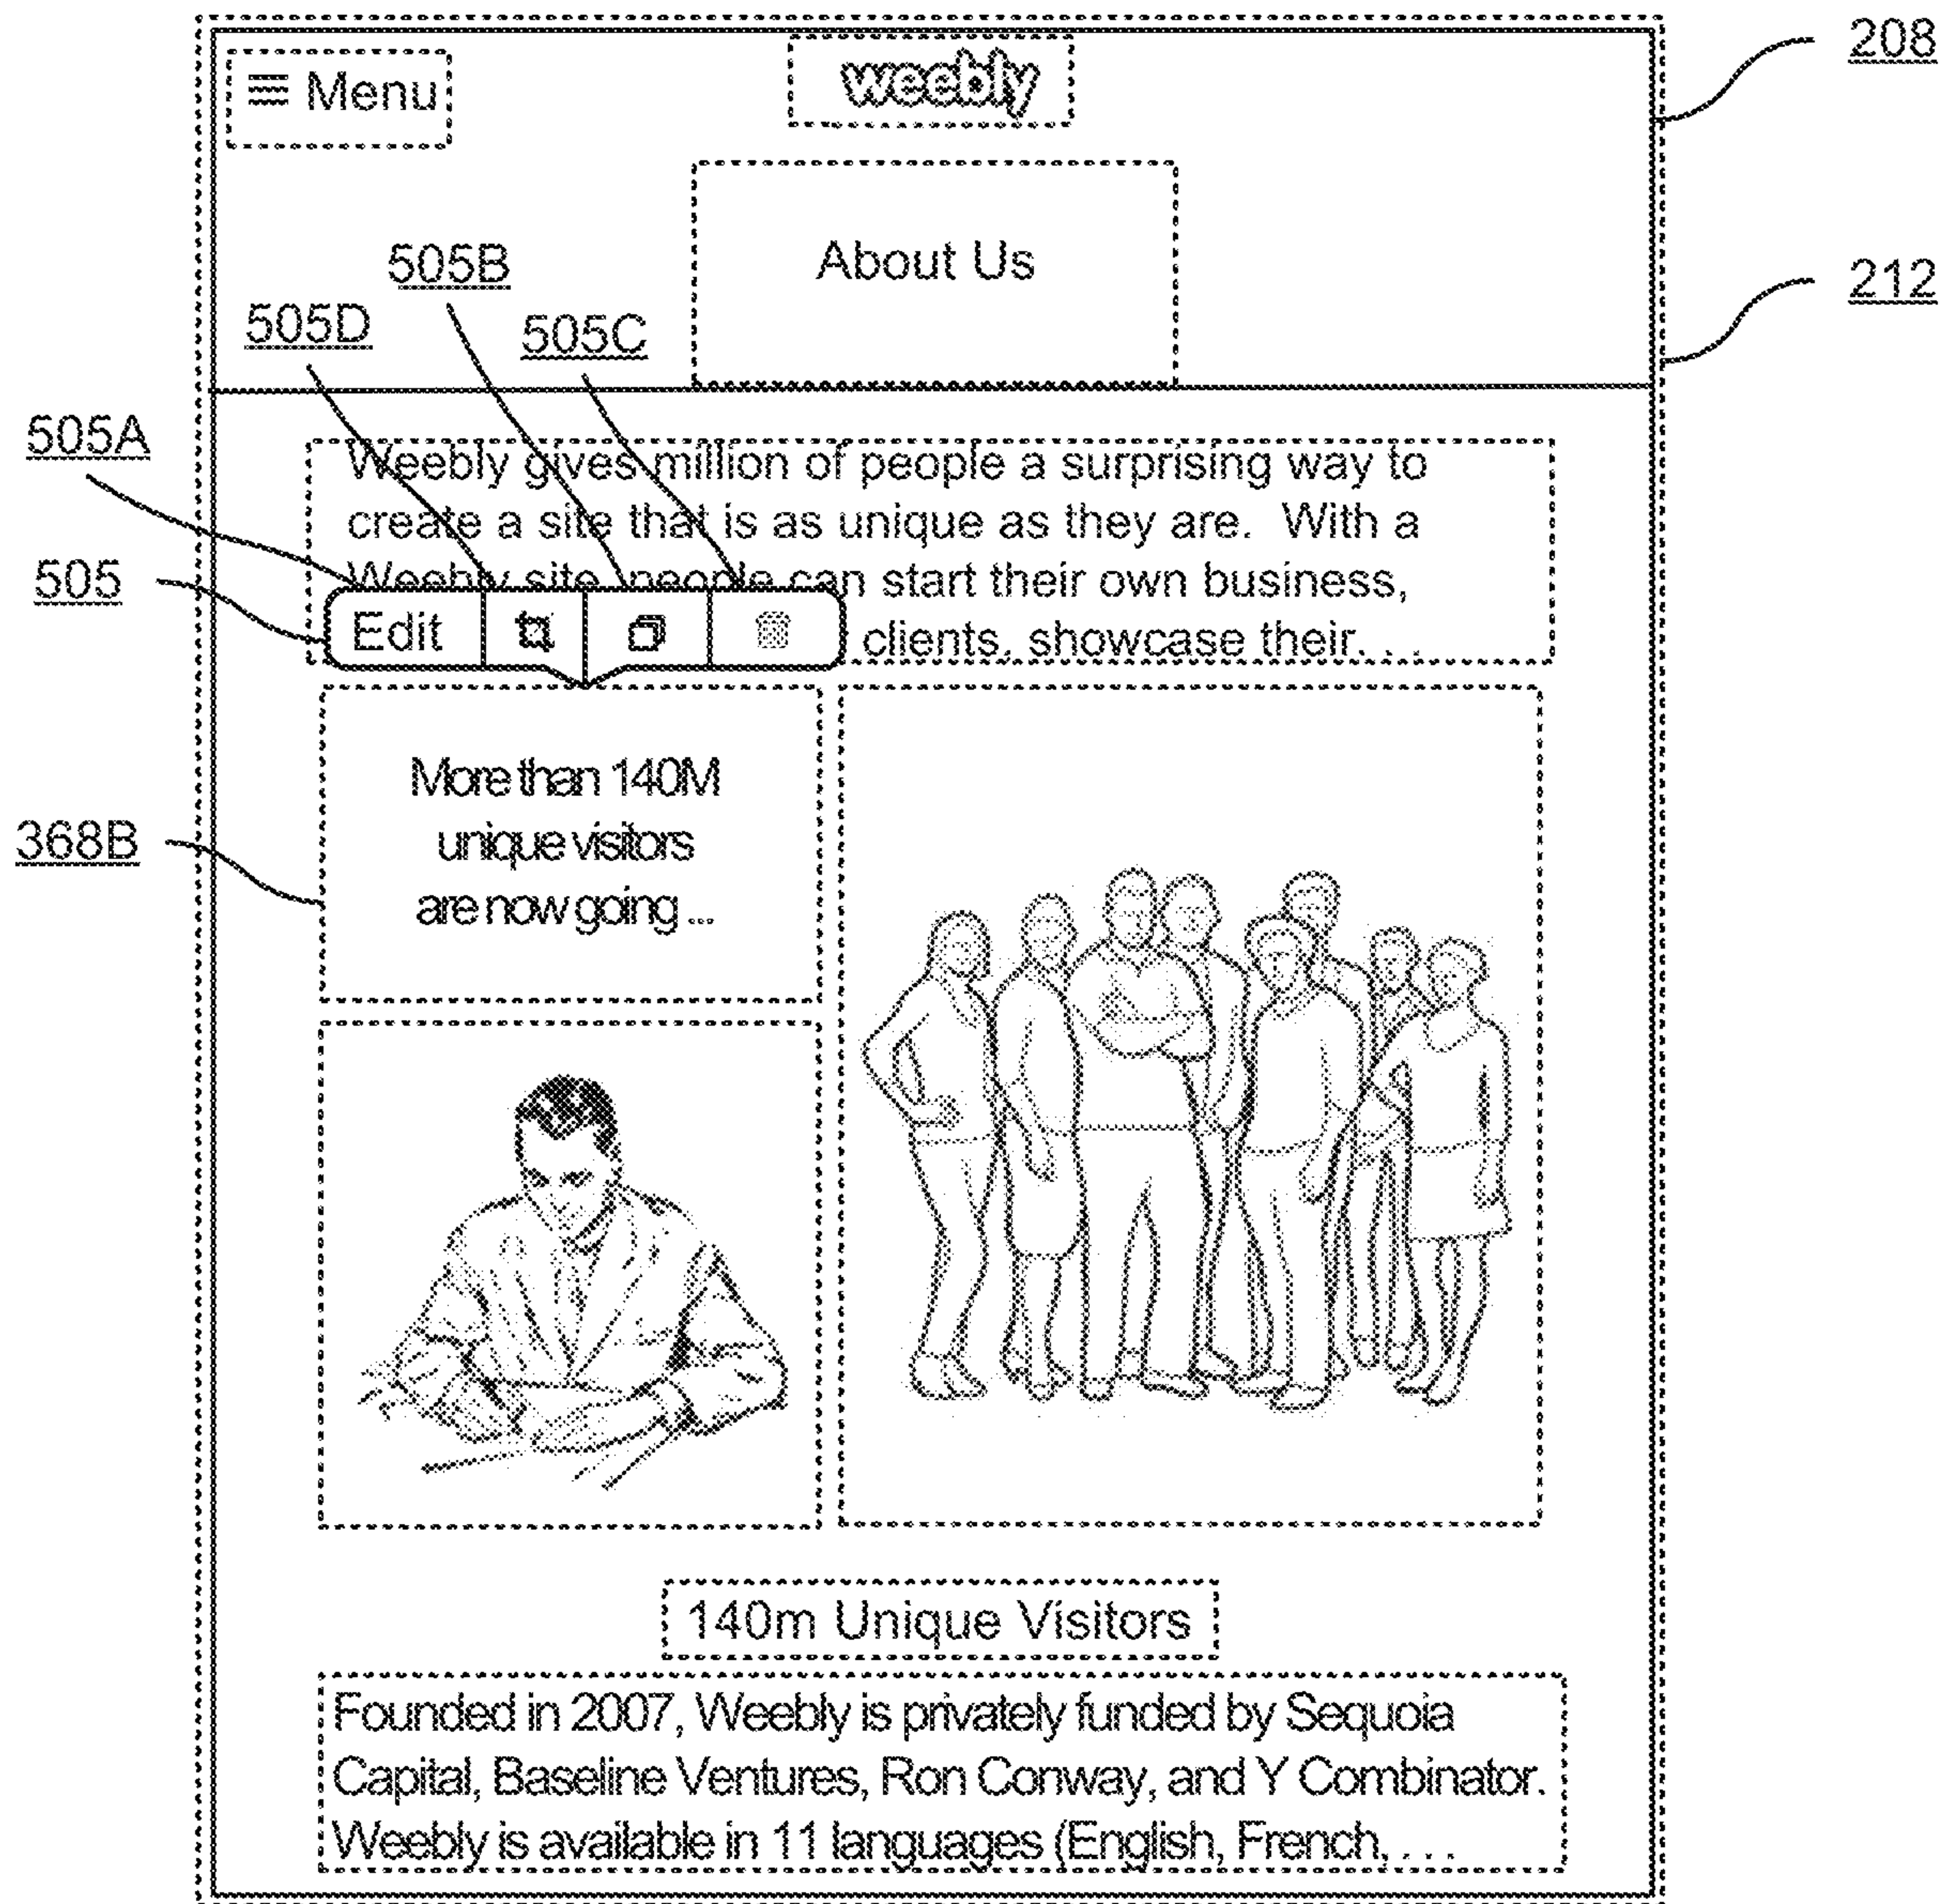 208
Menu
weebly
About Us
212
505B
505D
505C
505A
Weebly gives million of people a surprising way to
create a site that is as unique as they are. With a
Weebly site, people can start their own business,
505
Edit
clients, showcase their. . .
More than 140M
unique visitors
are now going ...
368B
140m Unique Visitors
Founded in 2007, Weebly is privately funded by Sequoia
Capital, Baseline Ventures, Ron Conway, and Y Combinator.
Weebly is available in 11 languages (English, French, . . .